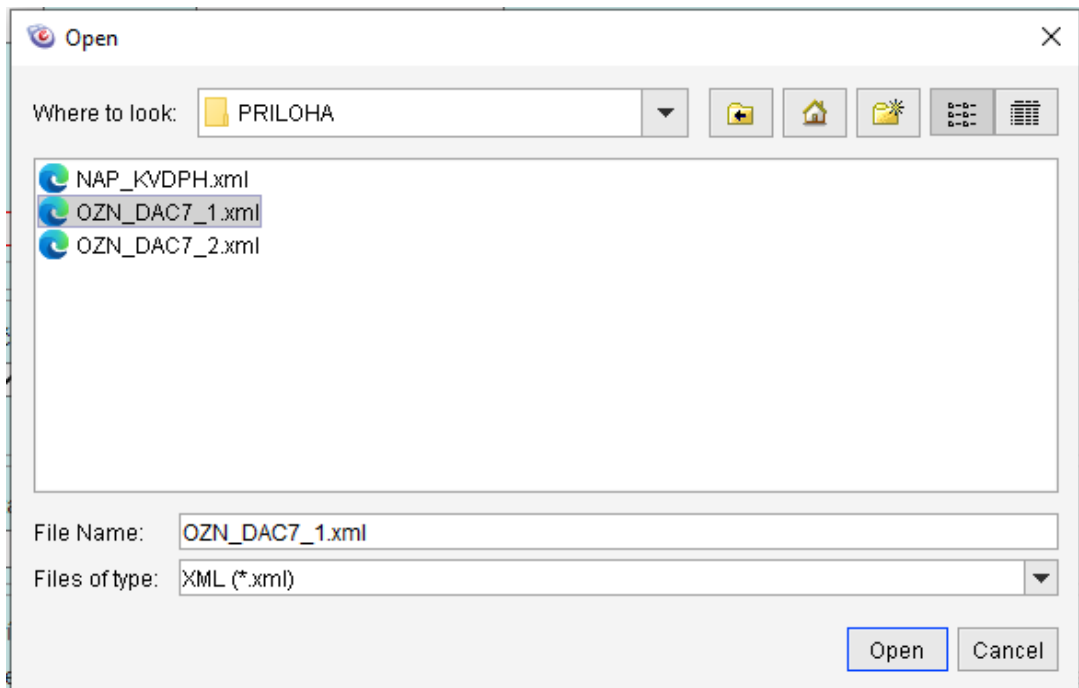 Open
Where to look: PRILOHA
NAP_KVDPH.xml
OZN_DAC7_1.xml
OZN_DAC7_2.xml
File Name: OZN_DAC7_1.xml
Files of type: XML (*.xml)
Open Cancel